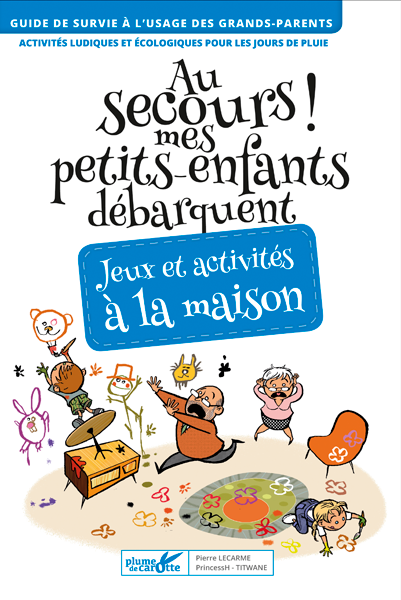 GUIDE DE SURVIE À L'USAGE DES GRANDS-PARENTS
ACTIVITÉS LUDIQUES ET ÉCOLOGIQUES POUR LES JOURS DE PLUIE
Au
secours !
mes
petits-enfants
débarquent
Jeux et activités
à la maison
plume
de carotte
Pierre LECARME
PrincessH - TITWANE